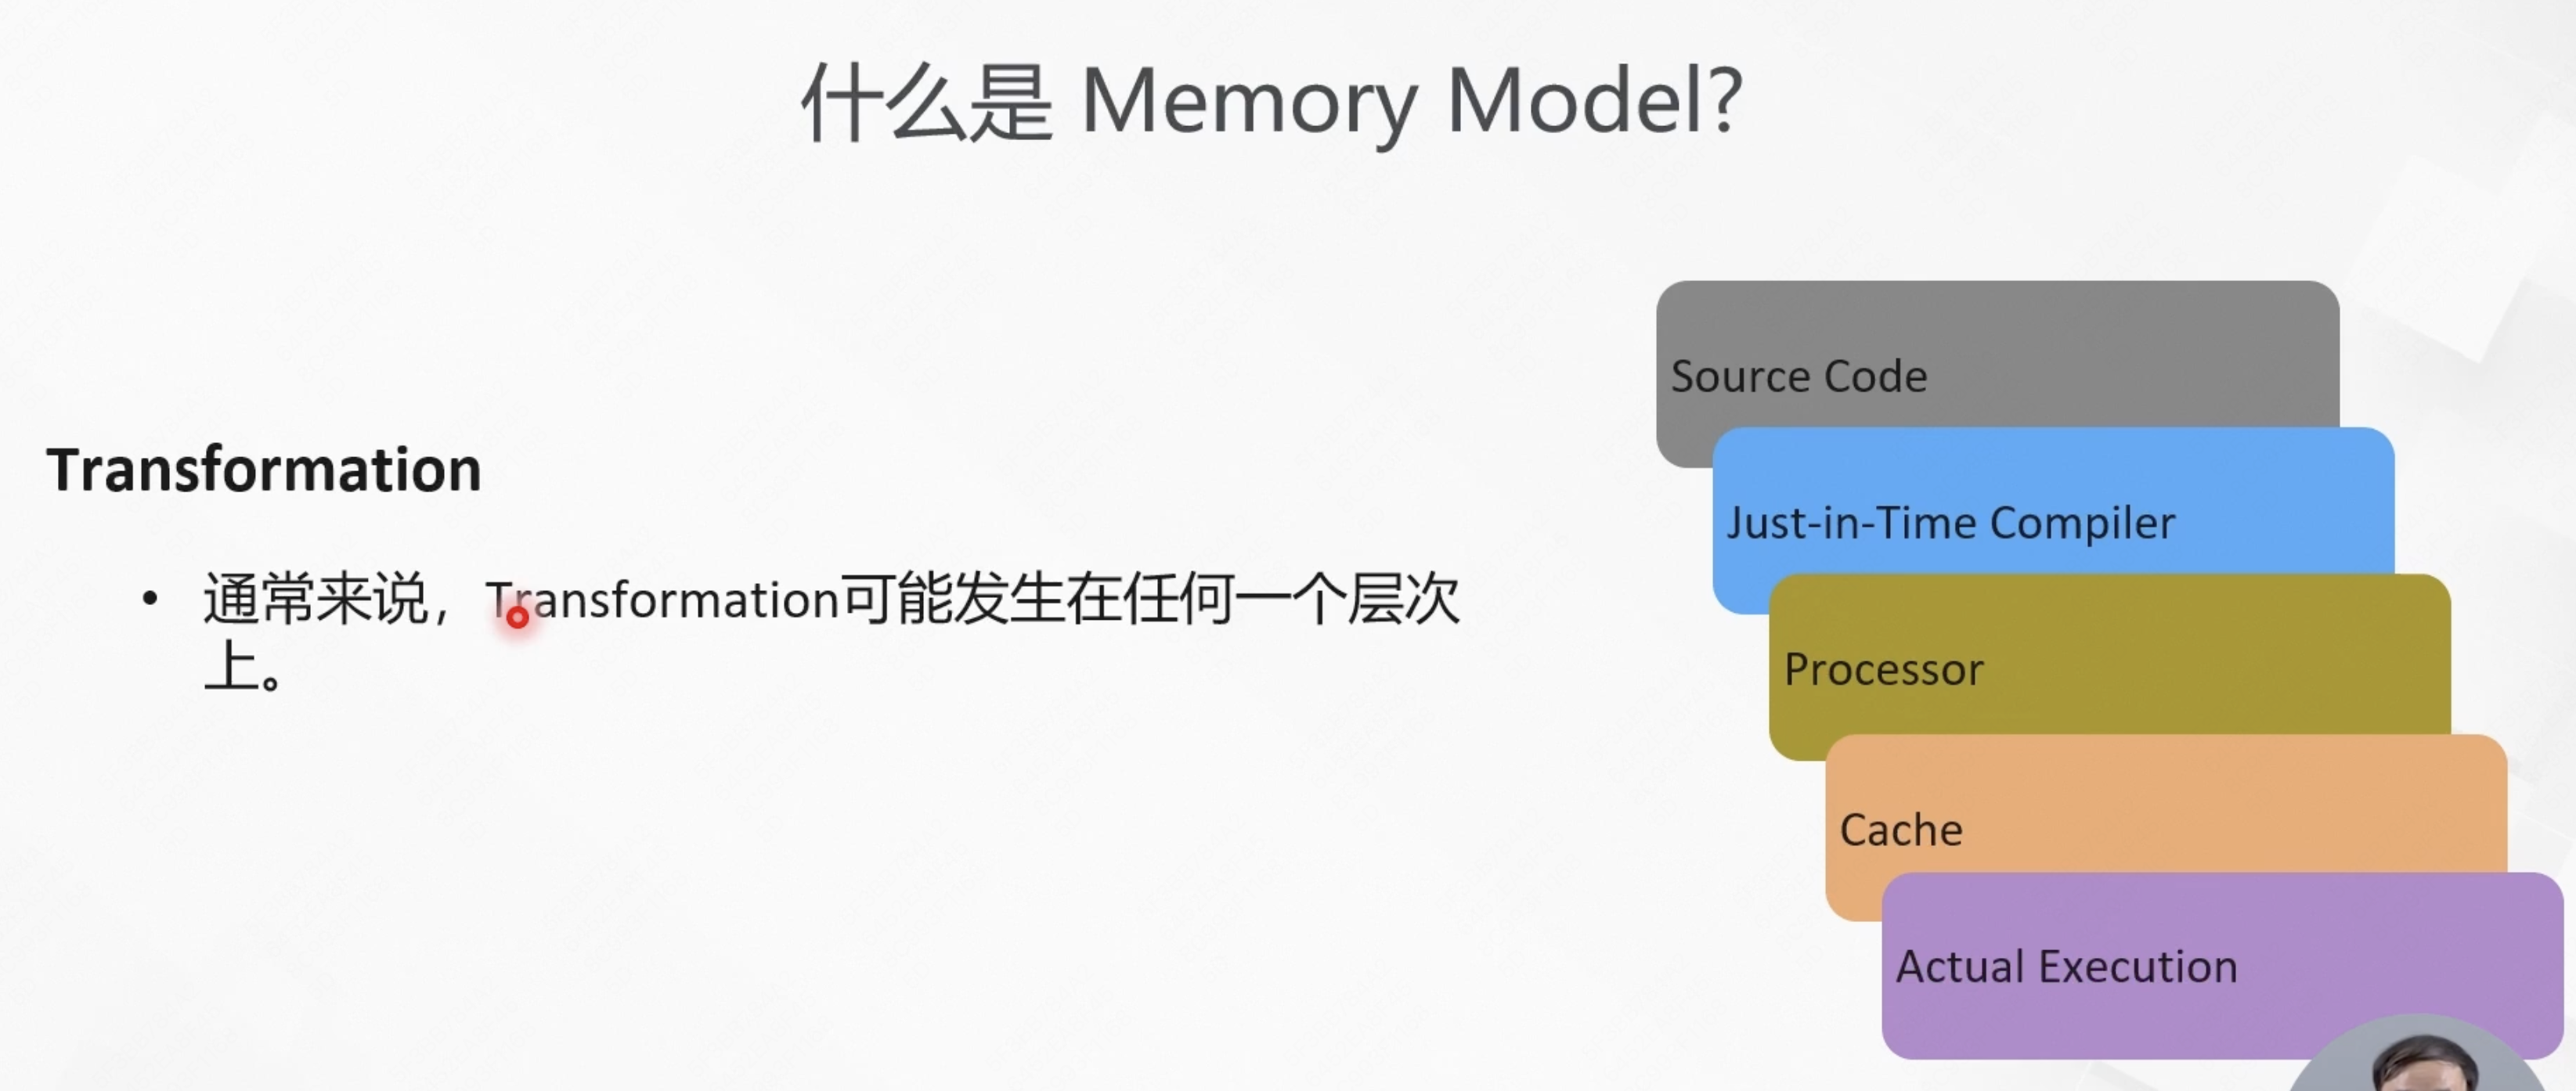 什么是 Memory Model?
Transformation
• 通常来说，Transformation可能发生在任何一个层次
上。
Source Code
Just-in-Time Compiler
Processor
Cache
Actual Execution